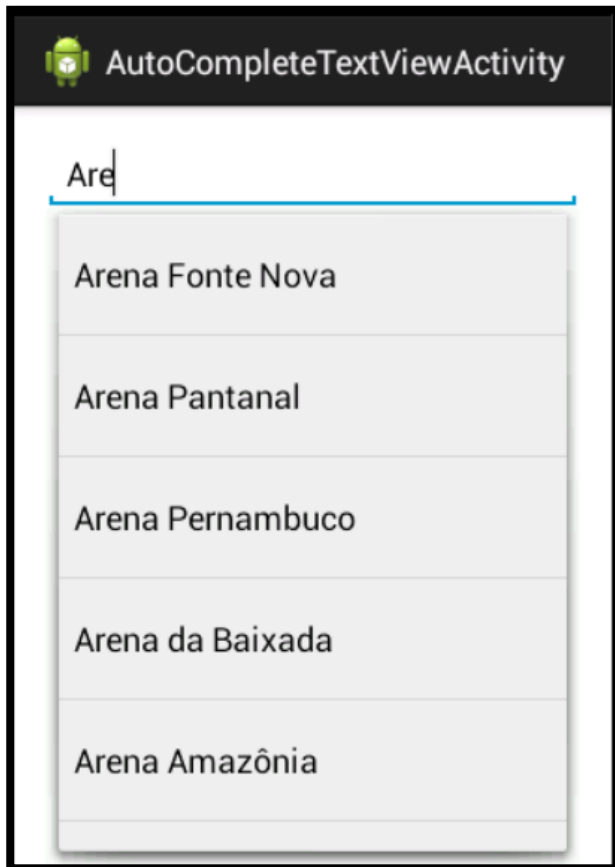 AutoCompleteTextViewActivity
Are
Arena Fonte Nova
Arena Pantanal
Arena Pernambuco
Arena da Baixada
Arena Amazônia